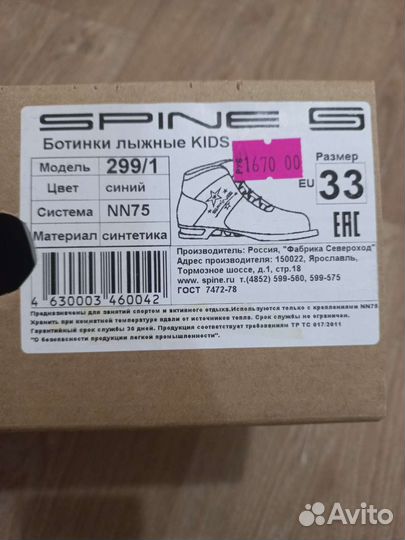 SPINE S
Ботинки лыжные KIDS
РУБ 1670 00
Размер
Модель 299/1
Цвет синий
EU 33
Система NN75
Материал синтетика
EAC
Производитель: Россия, "Фабрика Североход"
Адрес производителя: 150022, Ярославль,
Тормозное шоссе, д.1, стр.18
www. spine.ru т.(4852) 599-560, 599-575
ГОСТ 7472-78
4 630003 460042
Предназначены для занятий спортом и активного отдыха.Используются только с креплениями NN75
Хранить при комнатной температуре вдали от источников тепла. Срок службы не ограничен.
Гарантийный срок службы 30 дней. Продукция соответствует требованиям ТР ТС 017/2011
"О безопасности продукции легкой промышленности".
Avito